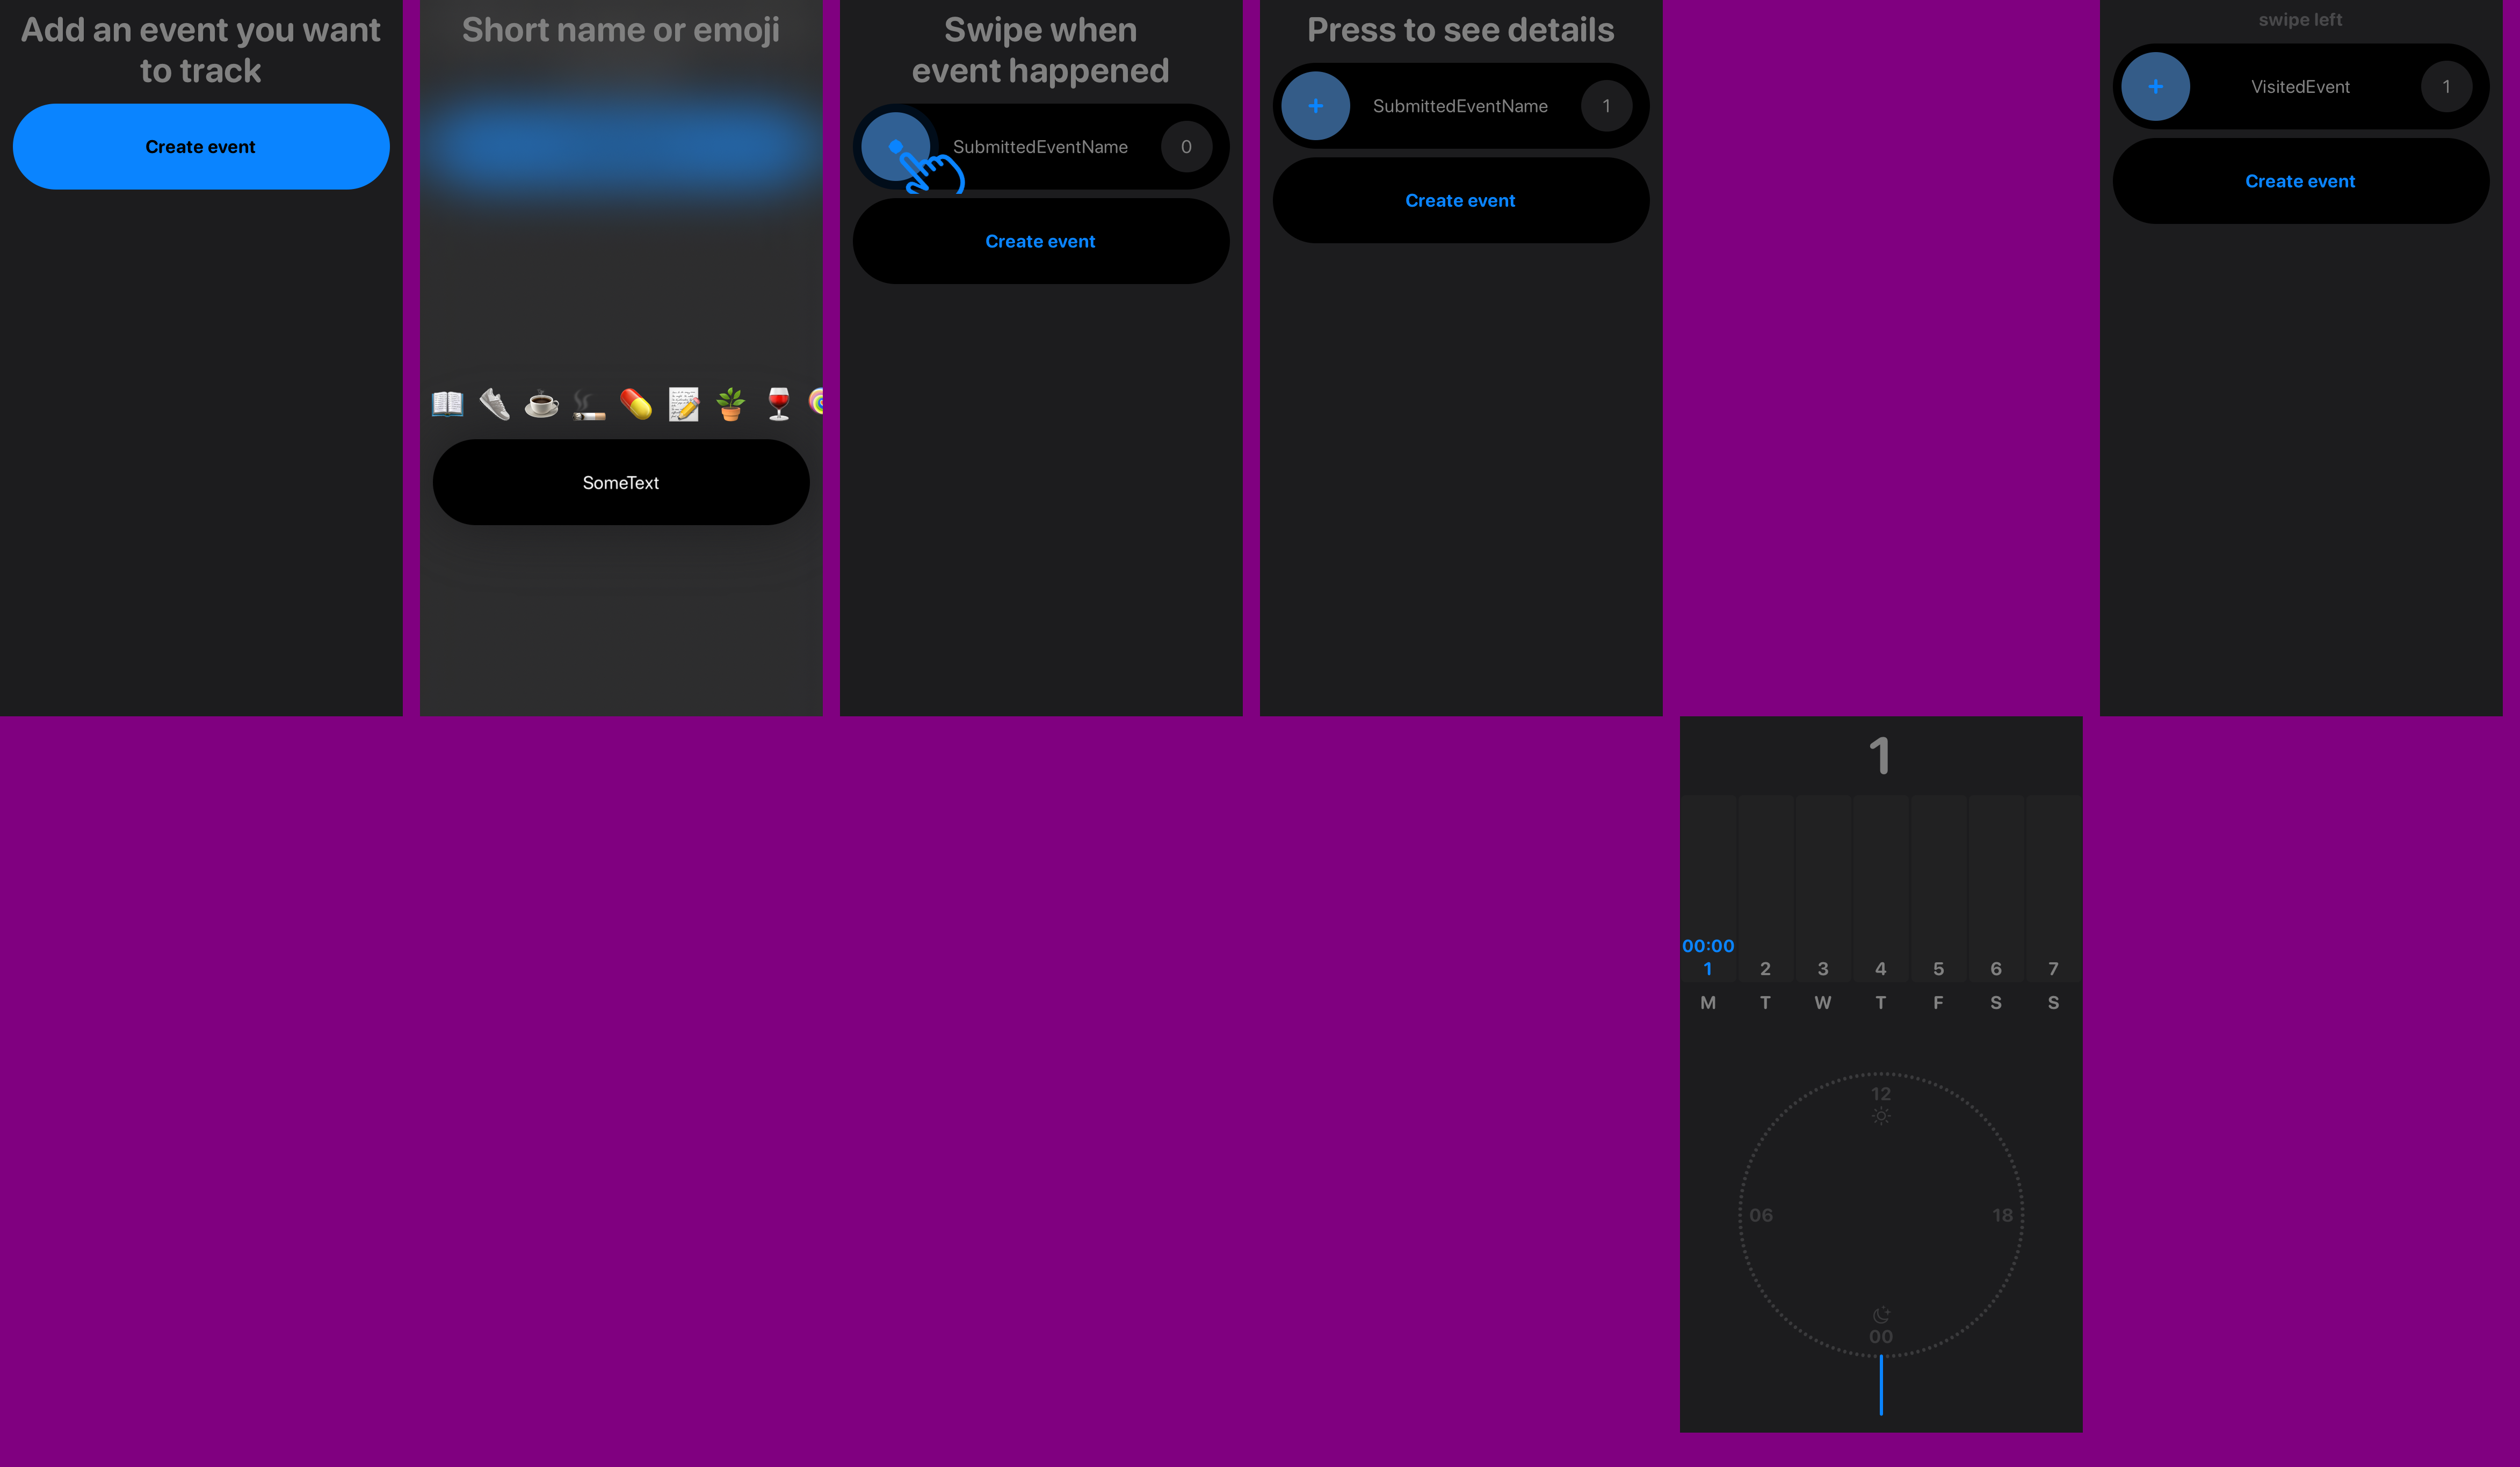 Add an event you want
to track
Create event
Short name or emoji
SomeText
Swipe when
event happened
SubmittedEventName
0
Create event
Press to see details
SubmittedEventName
1
Create event
swipe left
VisitedEvent
1
Create event
1
00:00
1 2 3 4 5 6 7
M T W T F S S
12
06 18
00